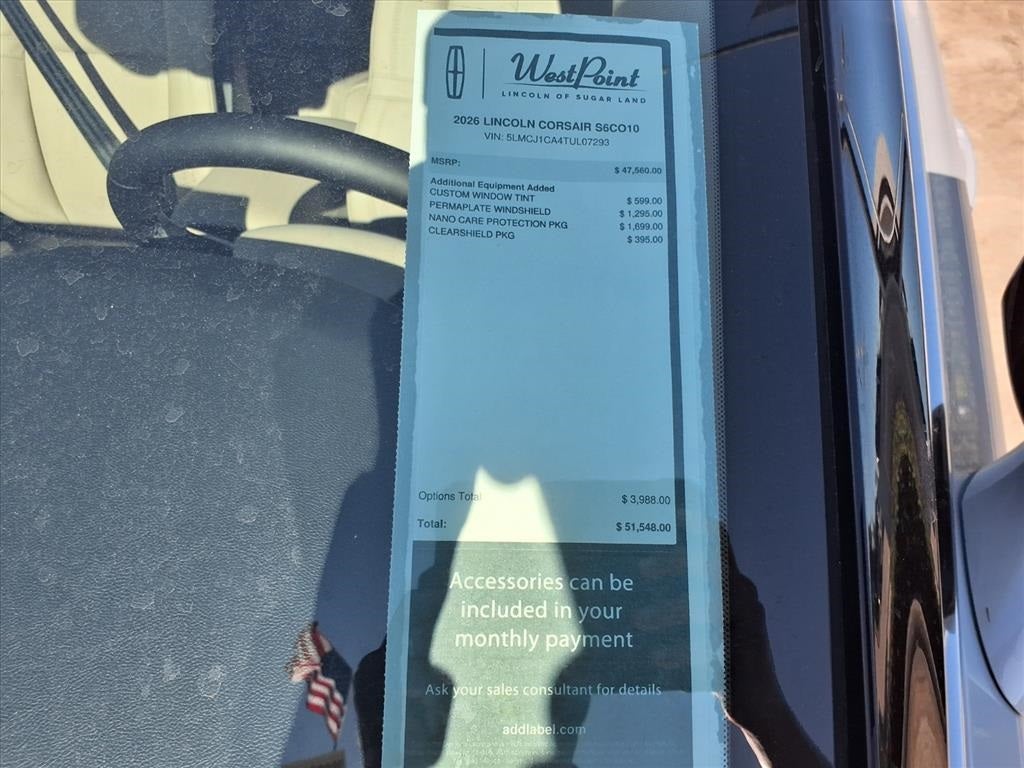 WestPoint
LINCOLN OF SUGAR LAND
2026 LINCOLN CORSAIR S6CO10
VIN: 5LMCJ1CA4TUL07293
MSRP: $ 47,560.00
Additional Equipment Added
CUSTOM WINDOW TINT $ 599.00
PERMAPLATE WINDSHIELD $ 1,295.00
NANO CARE PROTECTION PKG $ 1,699.00
CLEARSHIELD PKG $ 395.00
Options Total $ 3,988.00
Total: $ 51,548.00
Accessories can be
included in your
monthly payment
Ask your sales consultant for details
addlabel.com